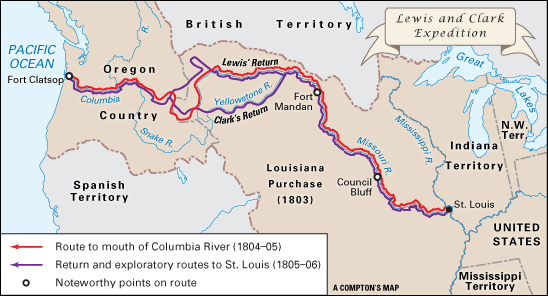 Lewis and Clark
Expedition
British Territory
PACIFIC
OCEAN
Fort Clatsop
Oregon
R.
Columbia
Country
Snake R.
Lewis' Return
Yellowstone R.
Clark's Return
Fort
Mandan
Great
Lakes
Mississippi R.
N.W.
Terr.
Indiana
Territory
Missouri R.
Louisiana
Purchase
(1803)
Council
Bluff
St. Louis
Spanish
Territory
UNITED
STATES
Mississippi
Territory
Route to mouth of Columbia River (1804–05)
Return and exploratory routes to St. Louis (1805–06)
Noteworthy points on route
A COMPTON'S MAP